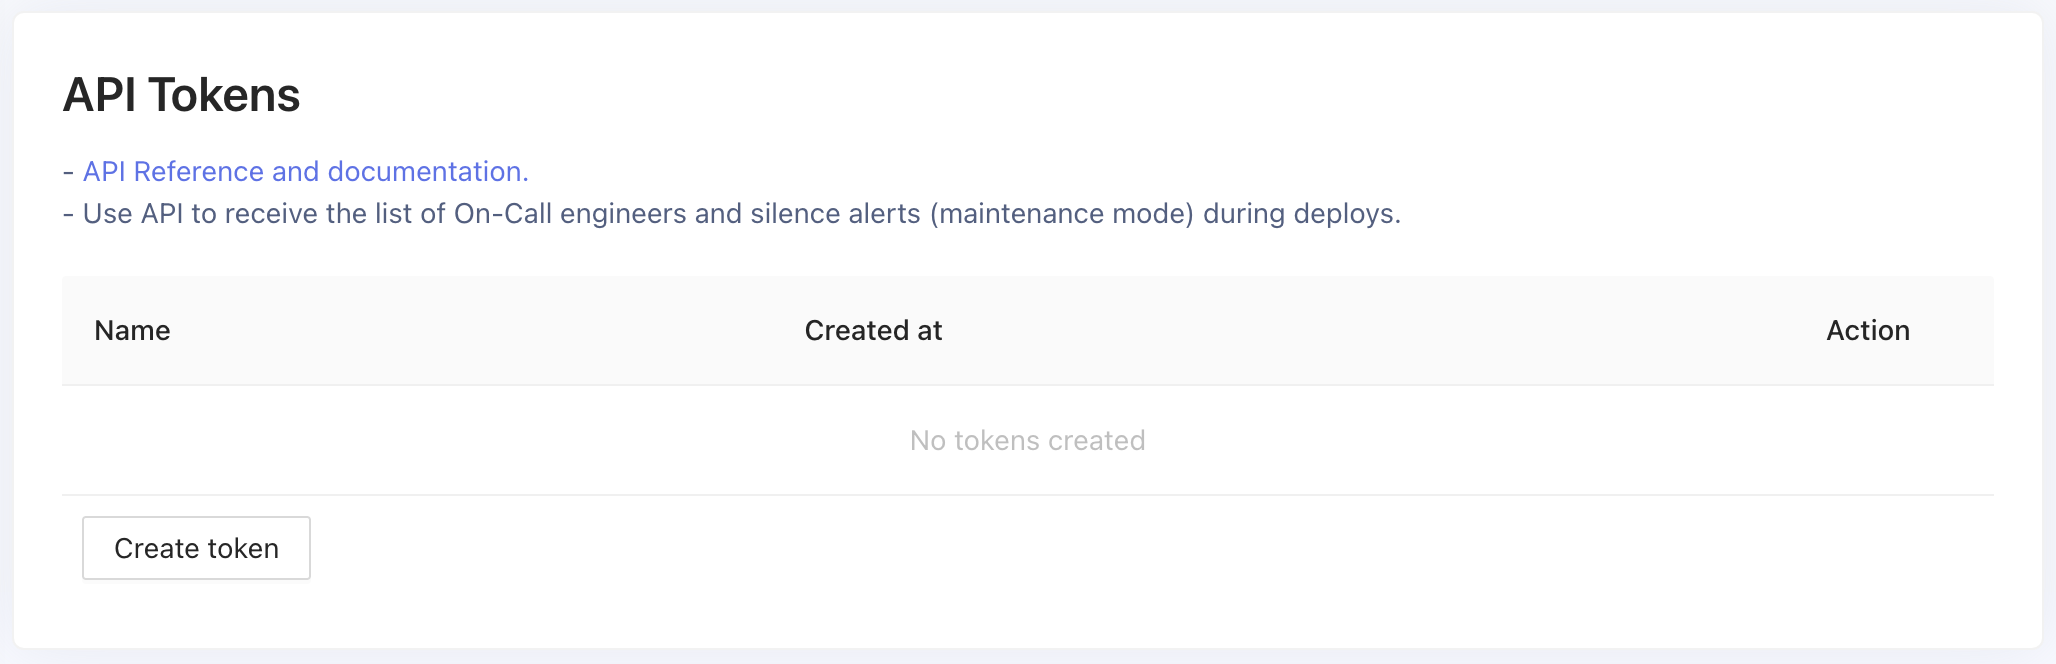 API Tokens
- API Reference and documentation.
- Use API to receive the list of On-Call engineers and silence alerts (maintenance mode) during deploys.
Name Created at Action
No tokens created
Create token